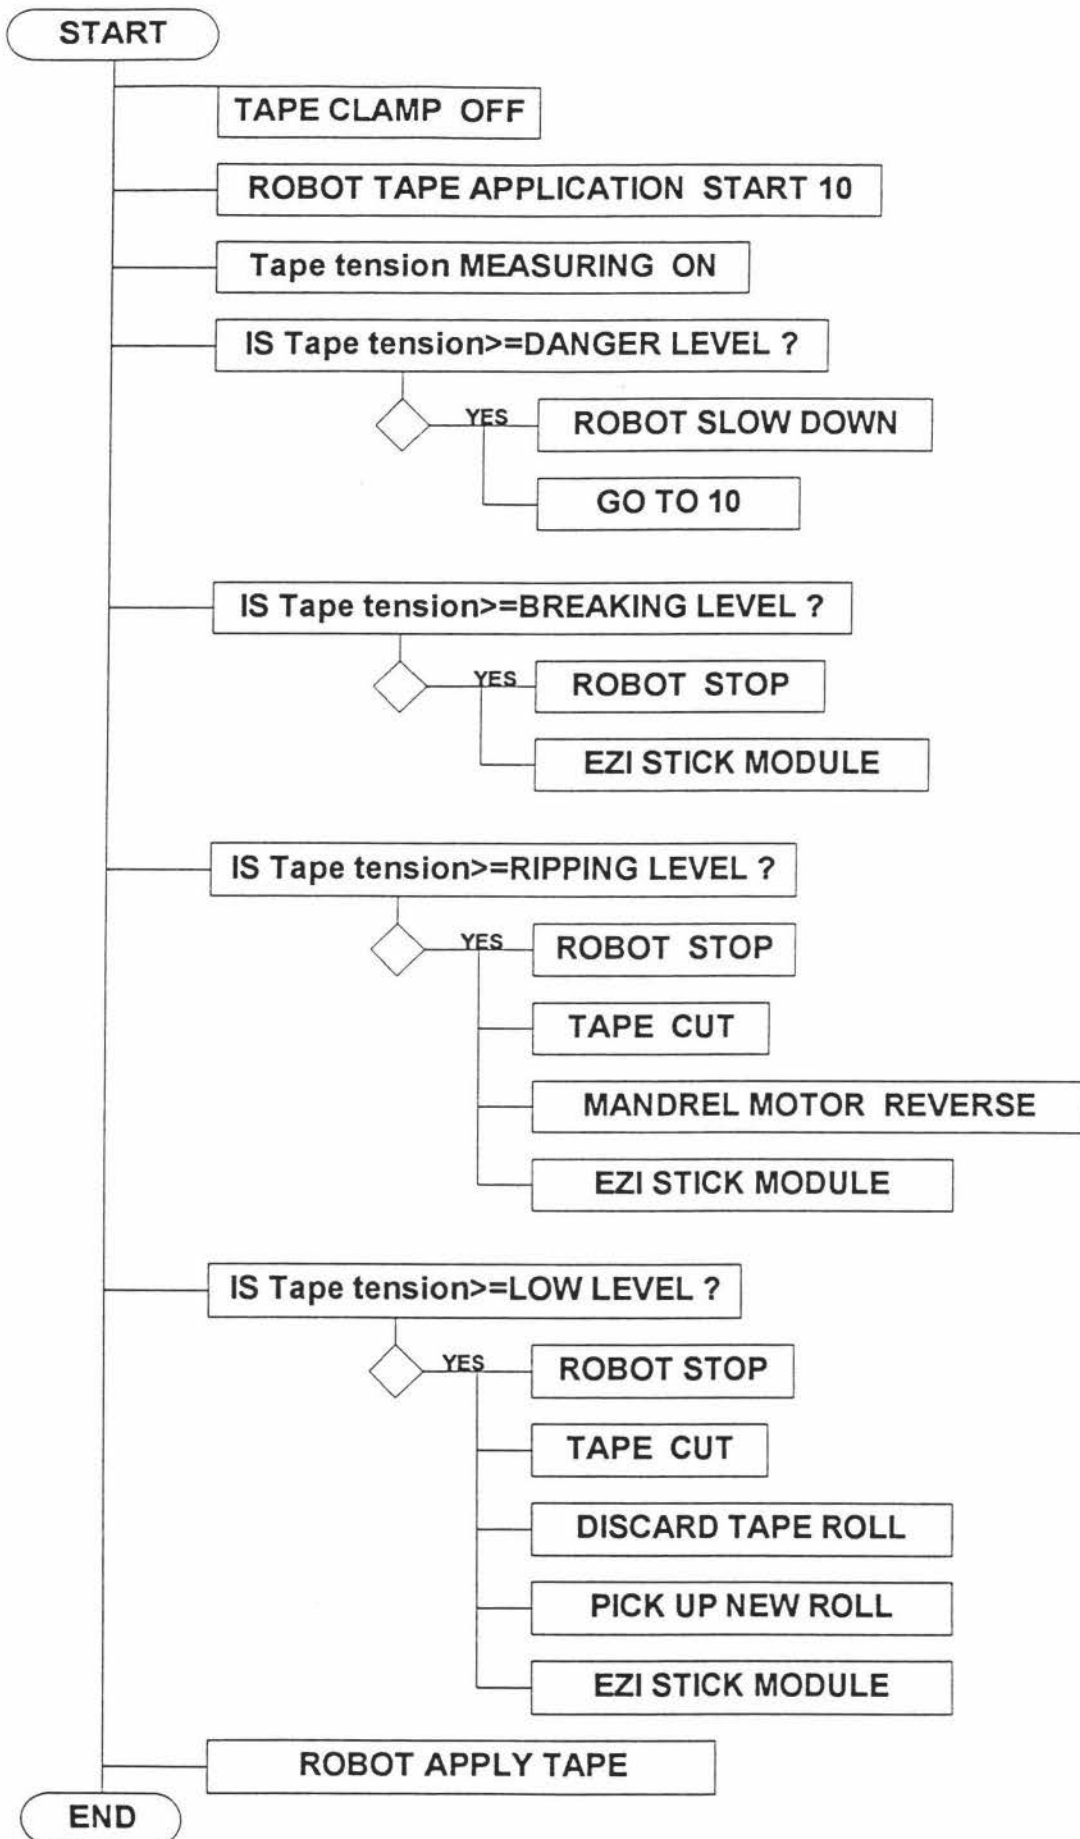 START
TAPE CLAMP OFF
ROBOT TAPE APPLICATION START 10
Tape tension MEASURING ON
IS Tape tension>=DANGER LEVEL ?
YES
ROBOT SLOW DOWN
GO TO 10
IS Tape tension>=BREAKING LEVEL ?
YES
ROBOT STOP
EZI STICK MODULE
IS Tape tension>=RIPPING LEVEL ?
YES
ROBOT STOP
TAPE CUT
MANDREL MOTOR REVERSE
EZI STICK MODULE
IS Tape tension>=LOW LEVEL ?
YES
ROBOT STOP
TAPE CUT
DISCARD TAPE ROLL
PICK UP NEW ROLL
EZI STICK MODULE
ROBOT APPLY TAPE
END